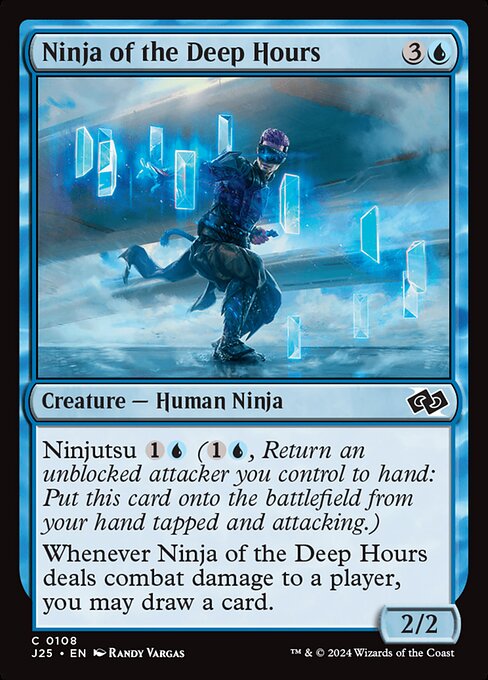 Ninja of the Deep Hours 3
Creature — Human Ninja
Ninjutsu 1 (1, Return an
unblocked attacker you control to hand:
Put this card onto the battlefield from
your hand tapped and attacking.)
Whenever Ninja of the Deep Hours
deals combat damage to a player,
you may draw a card.
2/2
C 0108
J25 • EN Randy Vargas
™ & © 2024 Wizards of the Coast